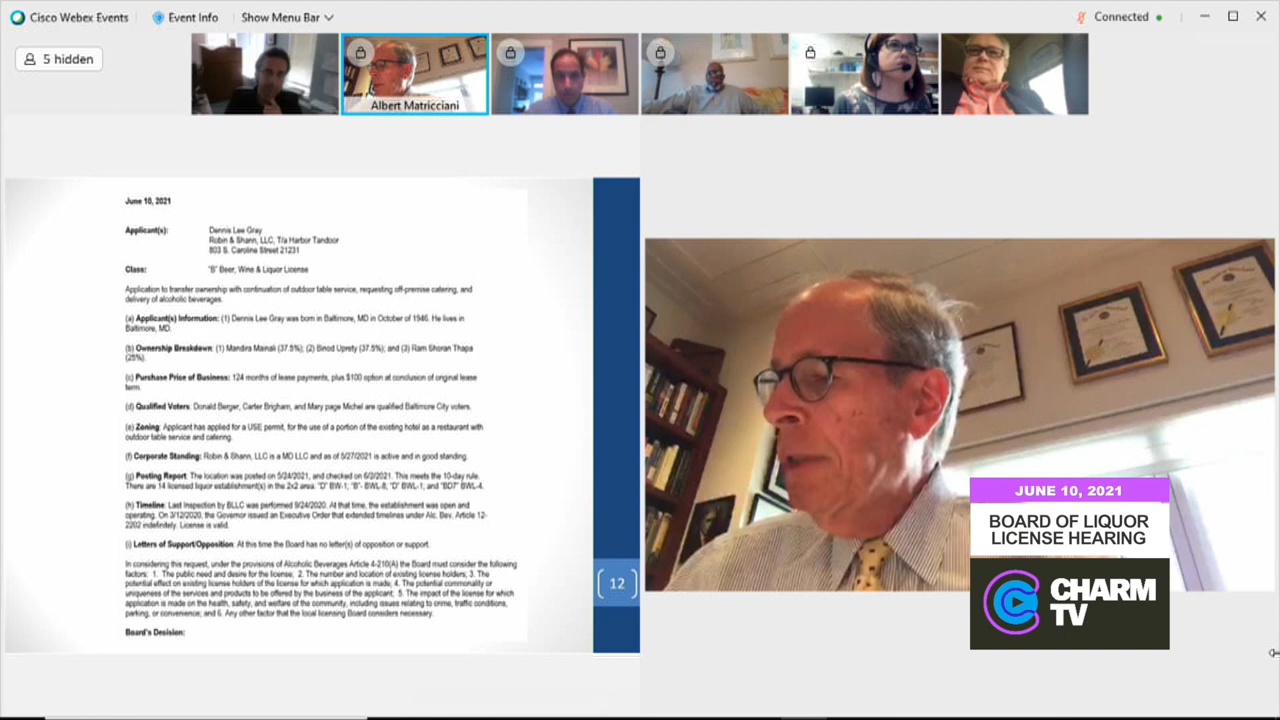 Cisco Webex Events
Event Info
Show Menu Bar
Connected
5 hidden
Albert Matricciani
June 10, 2021
Applicant(s): Dennis Lee Gray
Robin & Shann, LLC, T/a Harbor Tandoor
803 S. Caroline Street 21231
Class: "B" Beer, Wine & Liquor License
Application to transfer ownership with continuation of outdoor table service, requesting off-premise catering, and
delivery of alcoholic beverages.
(a) Applicant(s) Information: (1) Dennis Lee Gray was born in Baltimore, MD in October of 1946. He lives in
Baltimore, MD.
(b) Ownership Breakdown: (1) Mandira Mainali (37.5%); (2) Binod Uprety (37.5%); and (3) Ram Shoran Thapa
(25%).
(c) Purchase Price of Business: 124 months of lease payments, plus $100 option at conclusion of original lease
term.
(d) Qualified Voters: Donald Berger, Carter Brigham, and Mary page Michel are qualified Baltimore City voters.
(e) Zoning: Applicant has applied for a USE permit, for the use of a portion of the existing hotel as a restaurant with
outdoor table service and catering.
(f) Corporate Standing: Robin & Shann, LLC is a MD LLC and as of 5/27/2021 is active and in good standing.
(g) Posting Report: The location was posted on 5/24/2021, and checked on 6/2/2021. This meets the 10-day rule.
There are 14 licensed liquor establishment(s) in the 2x2 area. "D" BW-1; "B"- BWL-8; "D" BWL-1; and "BD7" BWL-4.
(h) Timeline: Last Inspection by BLLC was performed 9/24/2020. At that time, the establishment was open and
operating. On 3/12/2020, the Governor issued an Executive Order that extended timelines under Alc. Bev. Article 12-
2202 indefinitely. License is valid.
(i) Letters of Support/Opposition: At this time the Board has no letter(s) of opposition or support.
In considering this request, under the provisions of Alcoholic Beverages Article 4-210(A) the Board must consider the following
factors: 1. The public need and desire for the license; 2. The number and location of existing license holders; 3. The
potential effect on existing license holders of the license for which application is made; 4. The potential commonality or
uniqueness of the services and products to be offered by the business of the applicant; 5. The impact of the license for which
application is made on the health, safety, and welfare of the community, including issues relating to crime, traffic conditions,
parking, or convenience; and 6. Any other factor that the local licensing Board considers necessary.
Board's Decision:
12
JUNE 10, 2021
BOARD OF LIQUOR
LICENSE HEARING
CHARM
TV